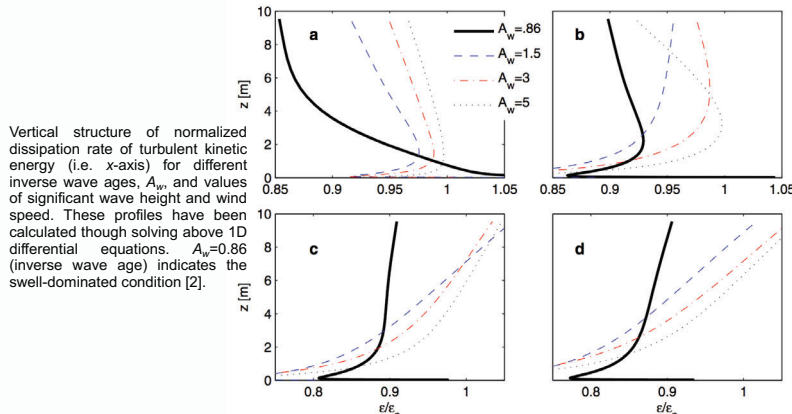 Vertical structure of normalized
dissipation rate of turbulent kinetic
energy (i.e. x-axis) for different
inverse wave ages, Aw, and values
of significant wave height and wind
speed. These profiles have been
calculated though solving above 1D
differential equations. Aw=0.86
(inverse wave age) indicates the
swell-dominated condition [2].
z [m]
10
8
6
4
2
0
a
Aw=.86
Aw=1.5
Aw=3
Aw=5
0.85 0.9 0.95 1 1.05
b
0.85 0.9 0.95 1 1.05
z [m]
10
8
6
4
2
0
c
0.8 0.9 1
ε/ε
d
0.8 0.9 1
ε/ε